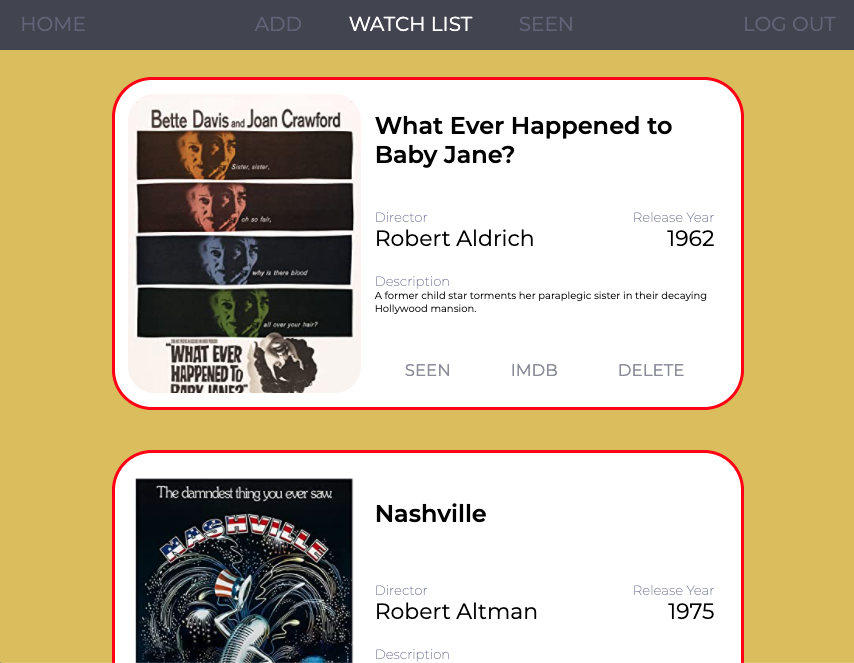 HOME ADD WATCH LIST SEEN LOG OUT
Bette Davis and Joan Crawford
Sister, sister,
oh so fair,
why is there blood
all over your hair?
"WHAT EVER
HAPPENED TO
BABY JANE?"
What Ever Happened to
Baby Jane?
Director Release Year
Robert Aldrich 1962
Description
A former child star torments her paraplegic sister in their decaying
Hollywood mansion.
SEEN IMDB DELETE
The damndest thing you ever saw.
NASHVILLE
Nashville
Director Release Year
Robert Altman 1975
Description